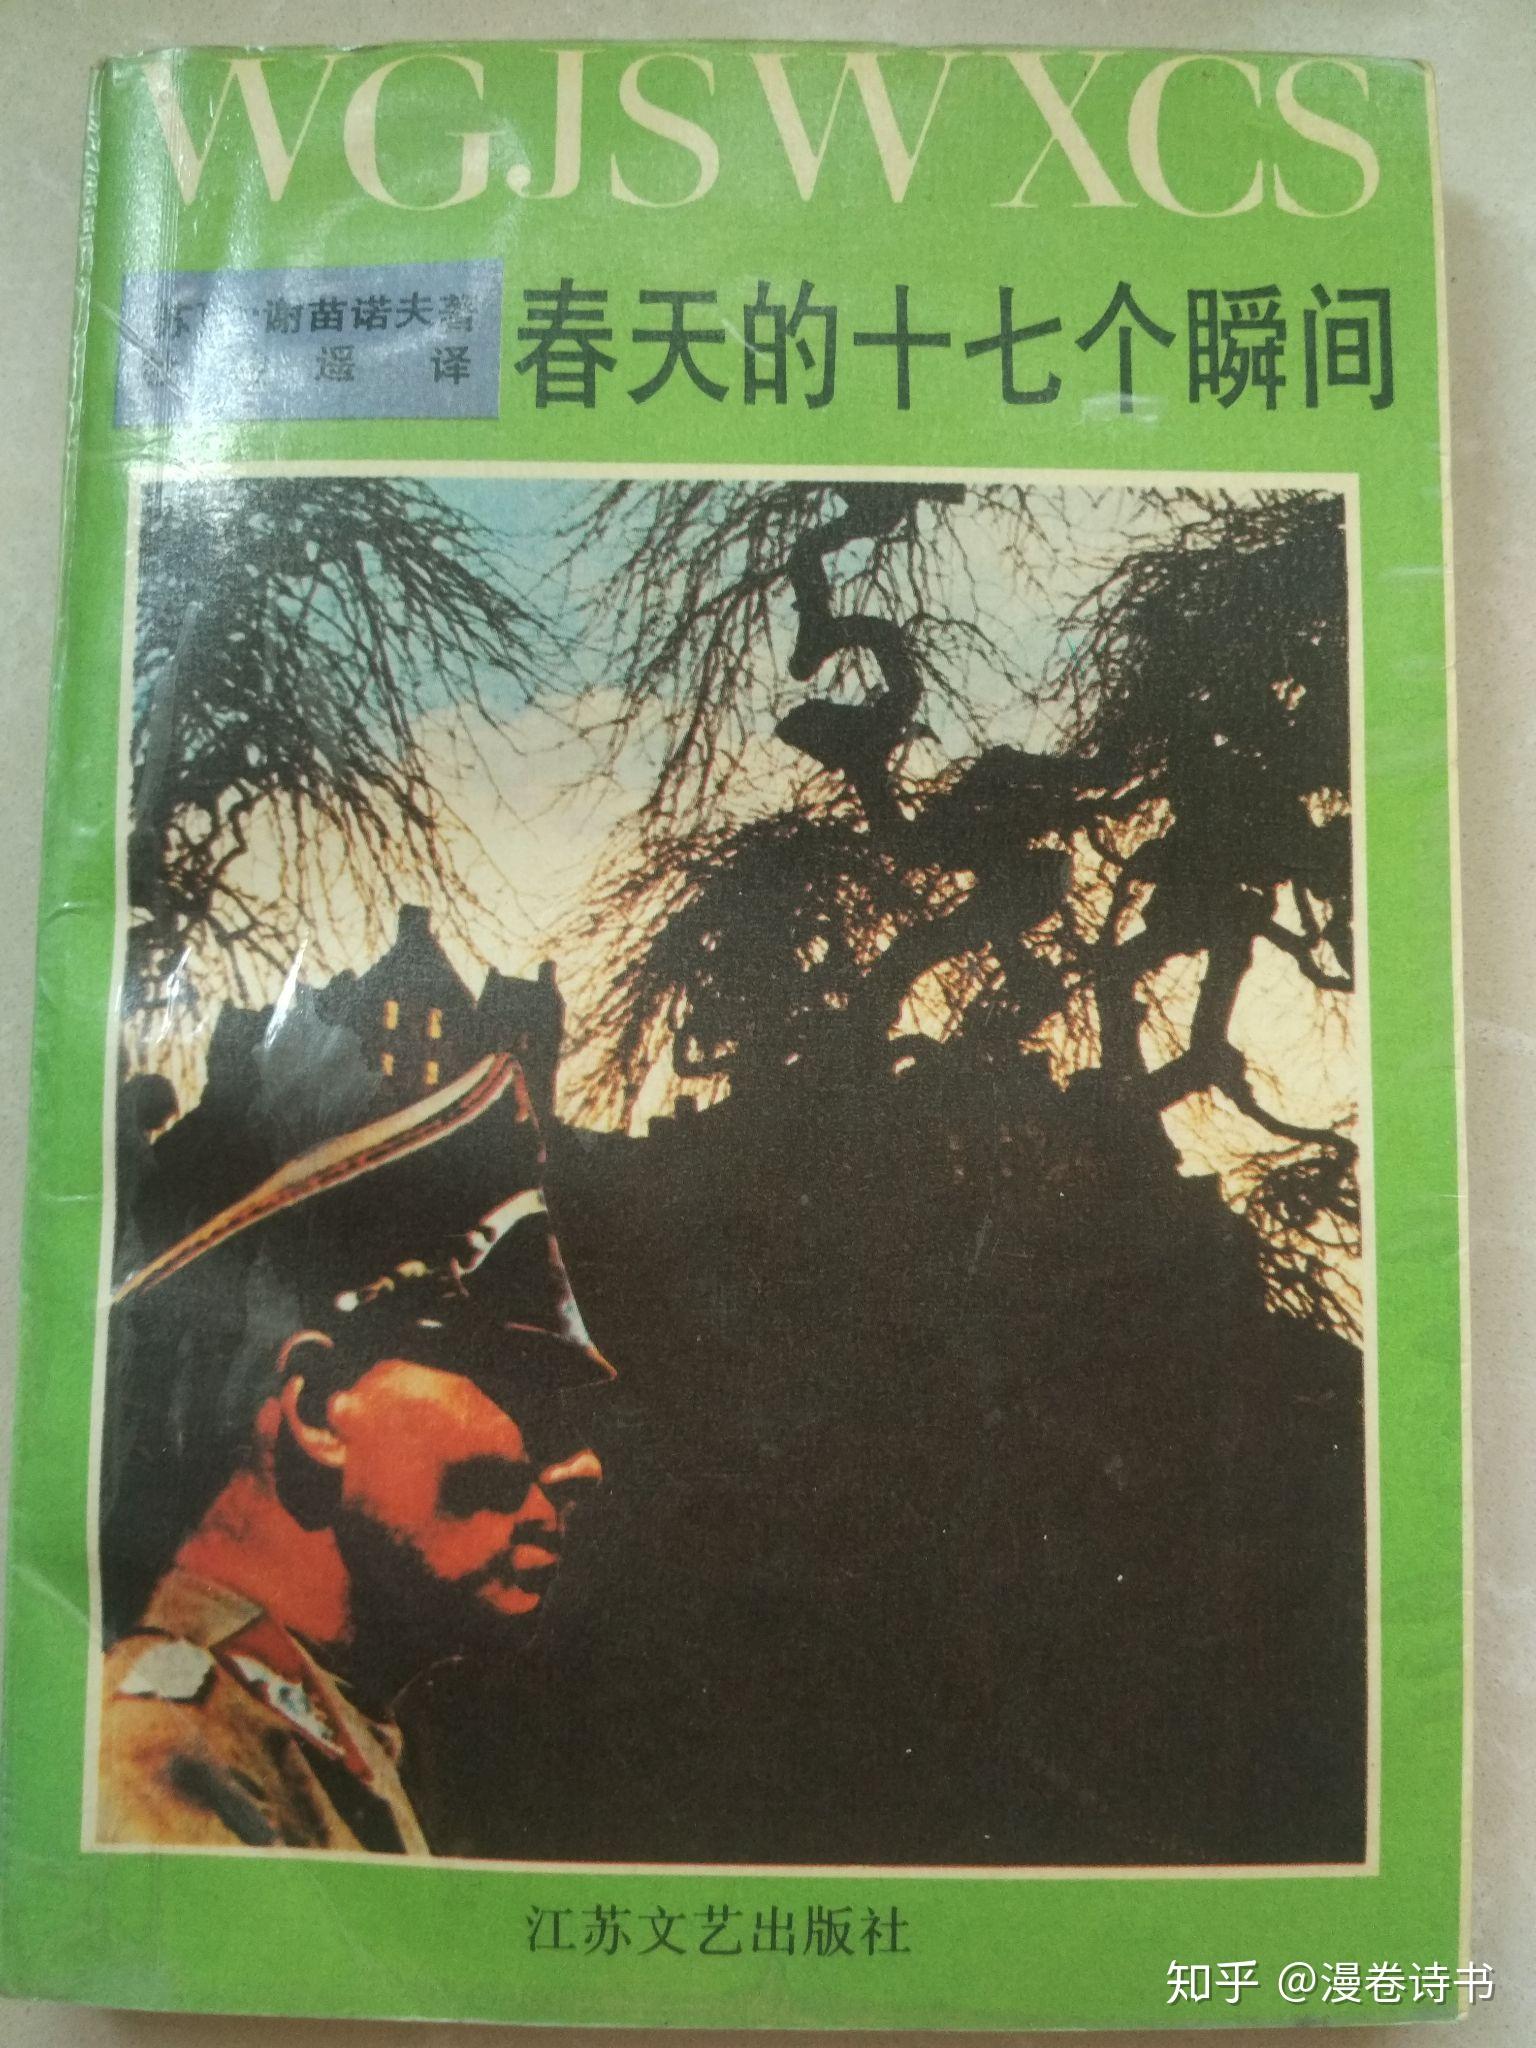 WGJSWXCS
谢苗诺夫著
遥 译
春天的十七个瞬间
江苏文艺出版社
知乎 @漫卷诗书